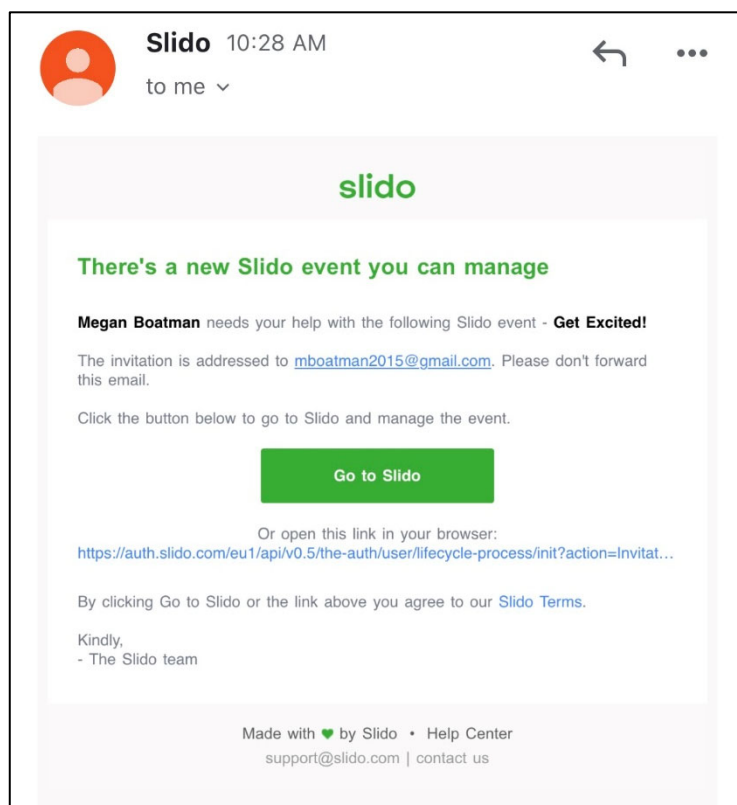 Slido 10:28 AM
to me
slido
There's a new Slido event you can manage
Megan Boatman needs your help with the following Slido event - Get Excited!
The invitation is addressed to mboatman2015@gmail.com. Please don't forward
this email.
Click the button below to go to Slido and manage the event.
Go to Slido
Or open this link in your browser:
https://auth.slido.com/eu1/api/v0.5/the-auth/user/lifecycle-process/init?action=Invitat...
By clicking Go to Slido or the link above you agree to our Slido Terms.
Kindly,
- The Slido team
Made with ♥ by Slido • Help Center
support@slido.com | contact us